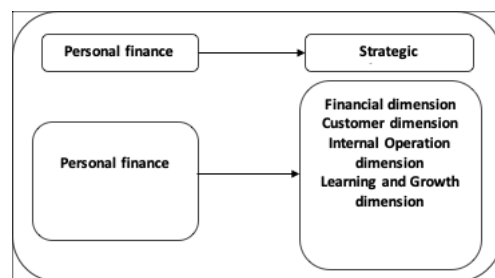 Personal finance
Strategic
Personal finance
Financial dimension
Customer dimension
Internal Operation
dimension
Learning and Growth
dimension